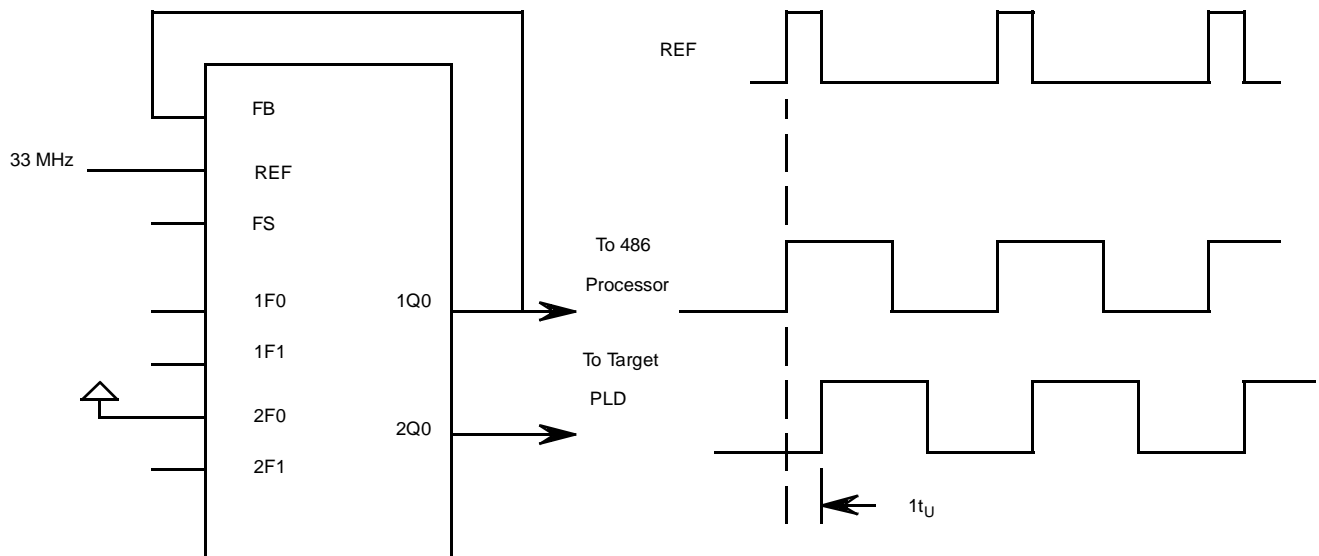 REF
FB
33 MHz
REF
FS
To 486
Processor
1F0
1Q0
1F1
To Target
PLD
2F0
2Q0
2F1
1tU